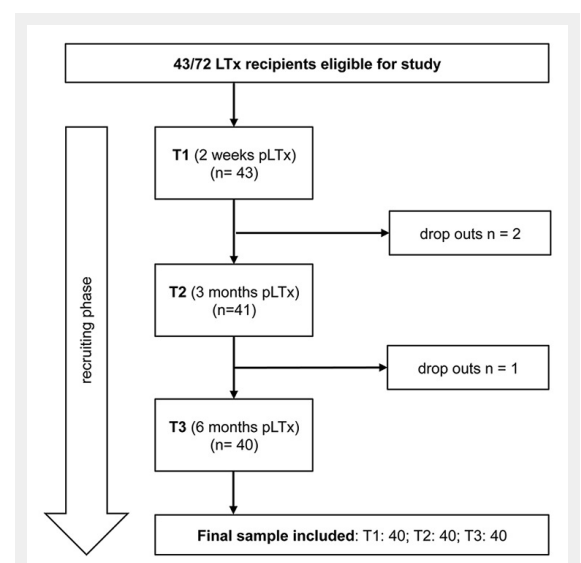 43/72 LTx recipients eligible for study
T1 (2 weeks pLTx)
(n= 43)
drop outs n = 2
T2 (3 months pLTx)
(n=41)
recruiting phase
drop outs n = 1
T3 (6 months pLTx)
(n= 40)
Final sample included: T1: 40; T2: 40; T3: 40